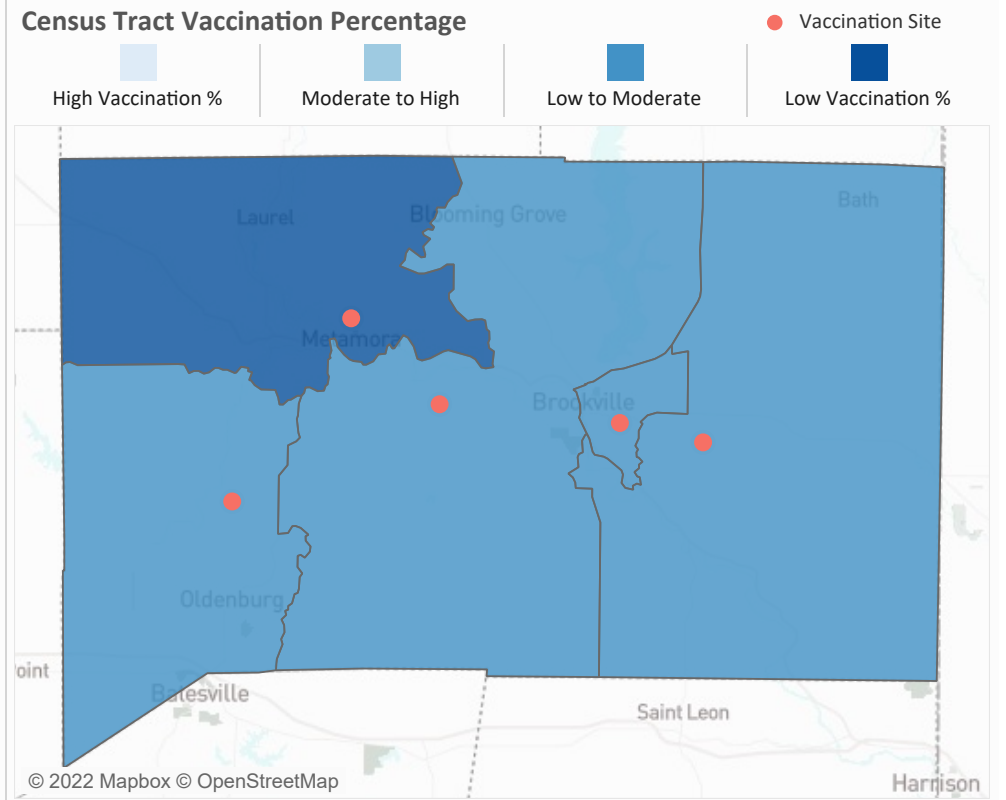 Census Tract Vaccination Percentage
Vaccination Site
High Vaccination %
Moderate to High
Low to Moderate
Low Vaccination %
Bath
Laurel
Blooming Grove
Metamora
Brookville
Oldenburg
oint
Batesville
Saint Leon
© 2022 Mapbox © OpenStreetMap
Harrison